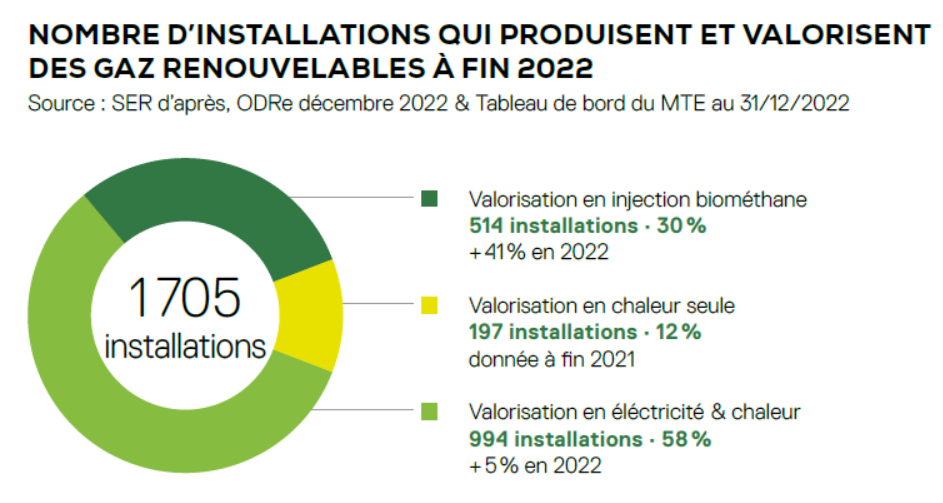 NOMBRE D'INSTALLATIONS QUI PRODUISENT ET VALORISENT
DES GAZ RENOUVELABLES À FIN 2022
Source : SER d'après, ODRe décembre 2022 & Tableau de bord du MTE au 31/12/2022
1705
installations
Valorisation en injection biométhane
514 installations · 30 %
+41% en 2022
Valorisation en chaleur seule
197 installations · 12 %
donnée à fin 2021
Valorisation en éléctricité & chaleur
994 installations · 58 %
+5% en 2022